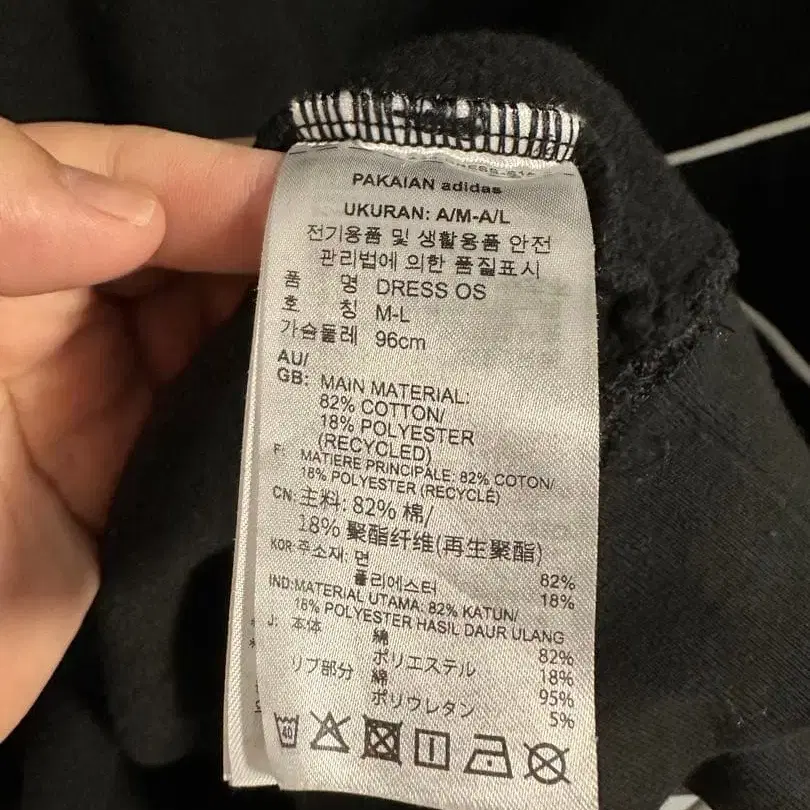 PAKAIAN adidas
UKURAN: A/M-A/L
전기용품 및 생활용품 안전
관리법에 의한 품질표시
품 명 DRESS OS
호 칭 M-L
가슴둘레 96cm
AU/
GB: MAIN MATERIAL:
82% COTTON/
18% POLYESTER
(RECYCLED)
F: MATIERE PRINCIPALE: 82% COTON/
18% POLYESTER (RECYCLÉ)
CN: 主料: 82% 棉/
18% 聚酯纤维(再生聚酯)
KOR: 주소재: 면 82%
폴리에스터 18%
IND:MATERIAL UTAMA: 82% KATUN/
18% POLYESTER HASIL DAUR ULANG
J: 本体 綿 82%
ポリエステル 18%
リブ部分 綿 95%
ポリウレタン 5%
40